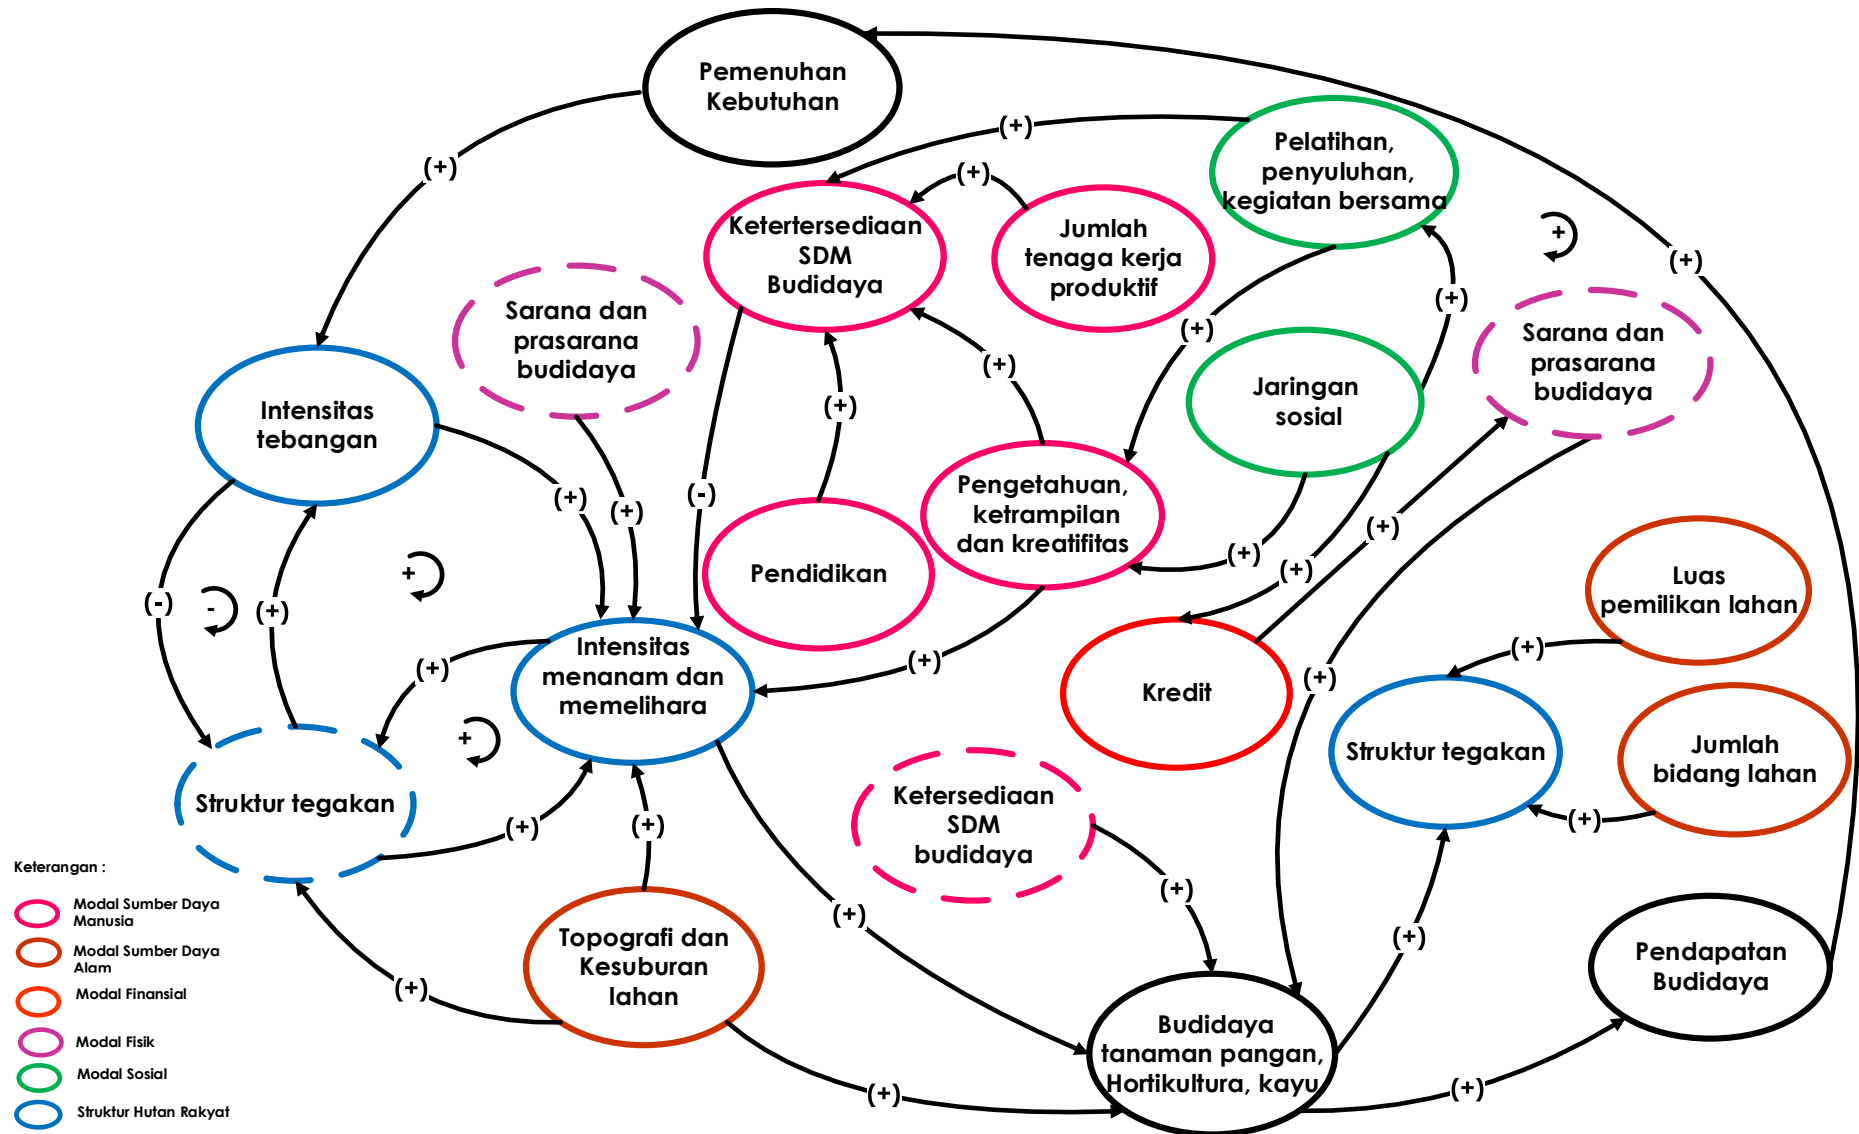 Pemenuhan
Kebutuhan
(+)
(+)
Pelatihan,
penyuluhan,
kegiatan bersama
(+)
(+)
Ketertersediaan
SDM
Budidaya
Jumlah
tenaga kerja
produktif
+
(+)
(+)
Sarana dan
prasarana
budidaya
(+)
Sarana dan
prasarana
budidaya
(+)
Intensitas
tebangan
(+)
Jaringan
sosial
(+)
(+)
(-)
(+)
Pengetahuan,
ketrampilan
dan kreatifitas
(+)
(+)
Pendidikan
(+)
+
(-)
-
(+)
Luas
pemilikan lahan
Intensitas
menanam dan
memelihara
(+)
(+)
(+)
(+)
Kredit
+
Struktur tegakan
Jumlah
bidang lahan
Struktur tegakan
(+)
(+)
Ketersediaan
SDM
budidaya
(+)
(+)
(+)
(+)
Topografi dan
Kesuburan
lahan
(+)
Pendapatan
Budidaya
(+)
Budidaya
tanaman pangan,
Hortikultura, kayu
(+)
(+)
Keterangan :
Modal Sumber Daya
Manusia
Modal Sumber Daya
Alam
Modal Finansial
Modal Fisik
Modal Sosial
Struktur Hutan Rakyat